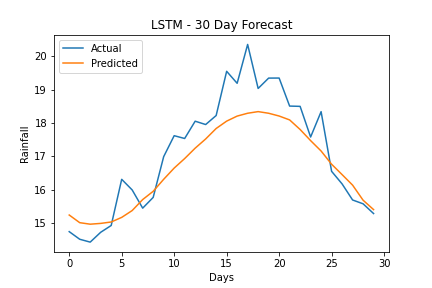 LSTM - 30 Day Forecast
Actual
Predicted
Rainfall
20
19
18
17
16
15
0 5 10 15 20 25 30
Days